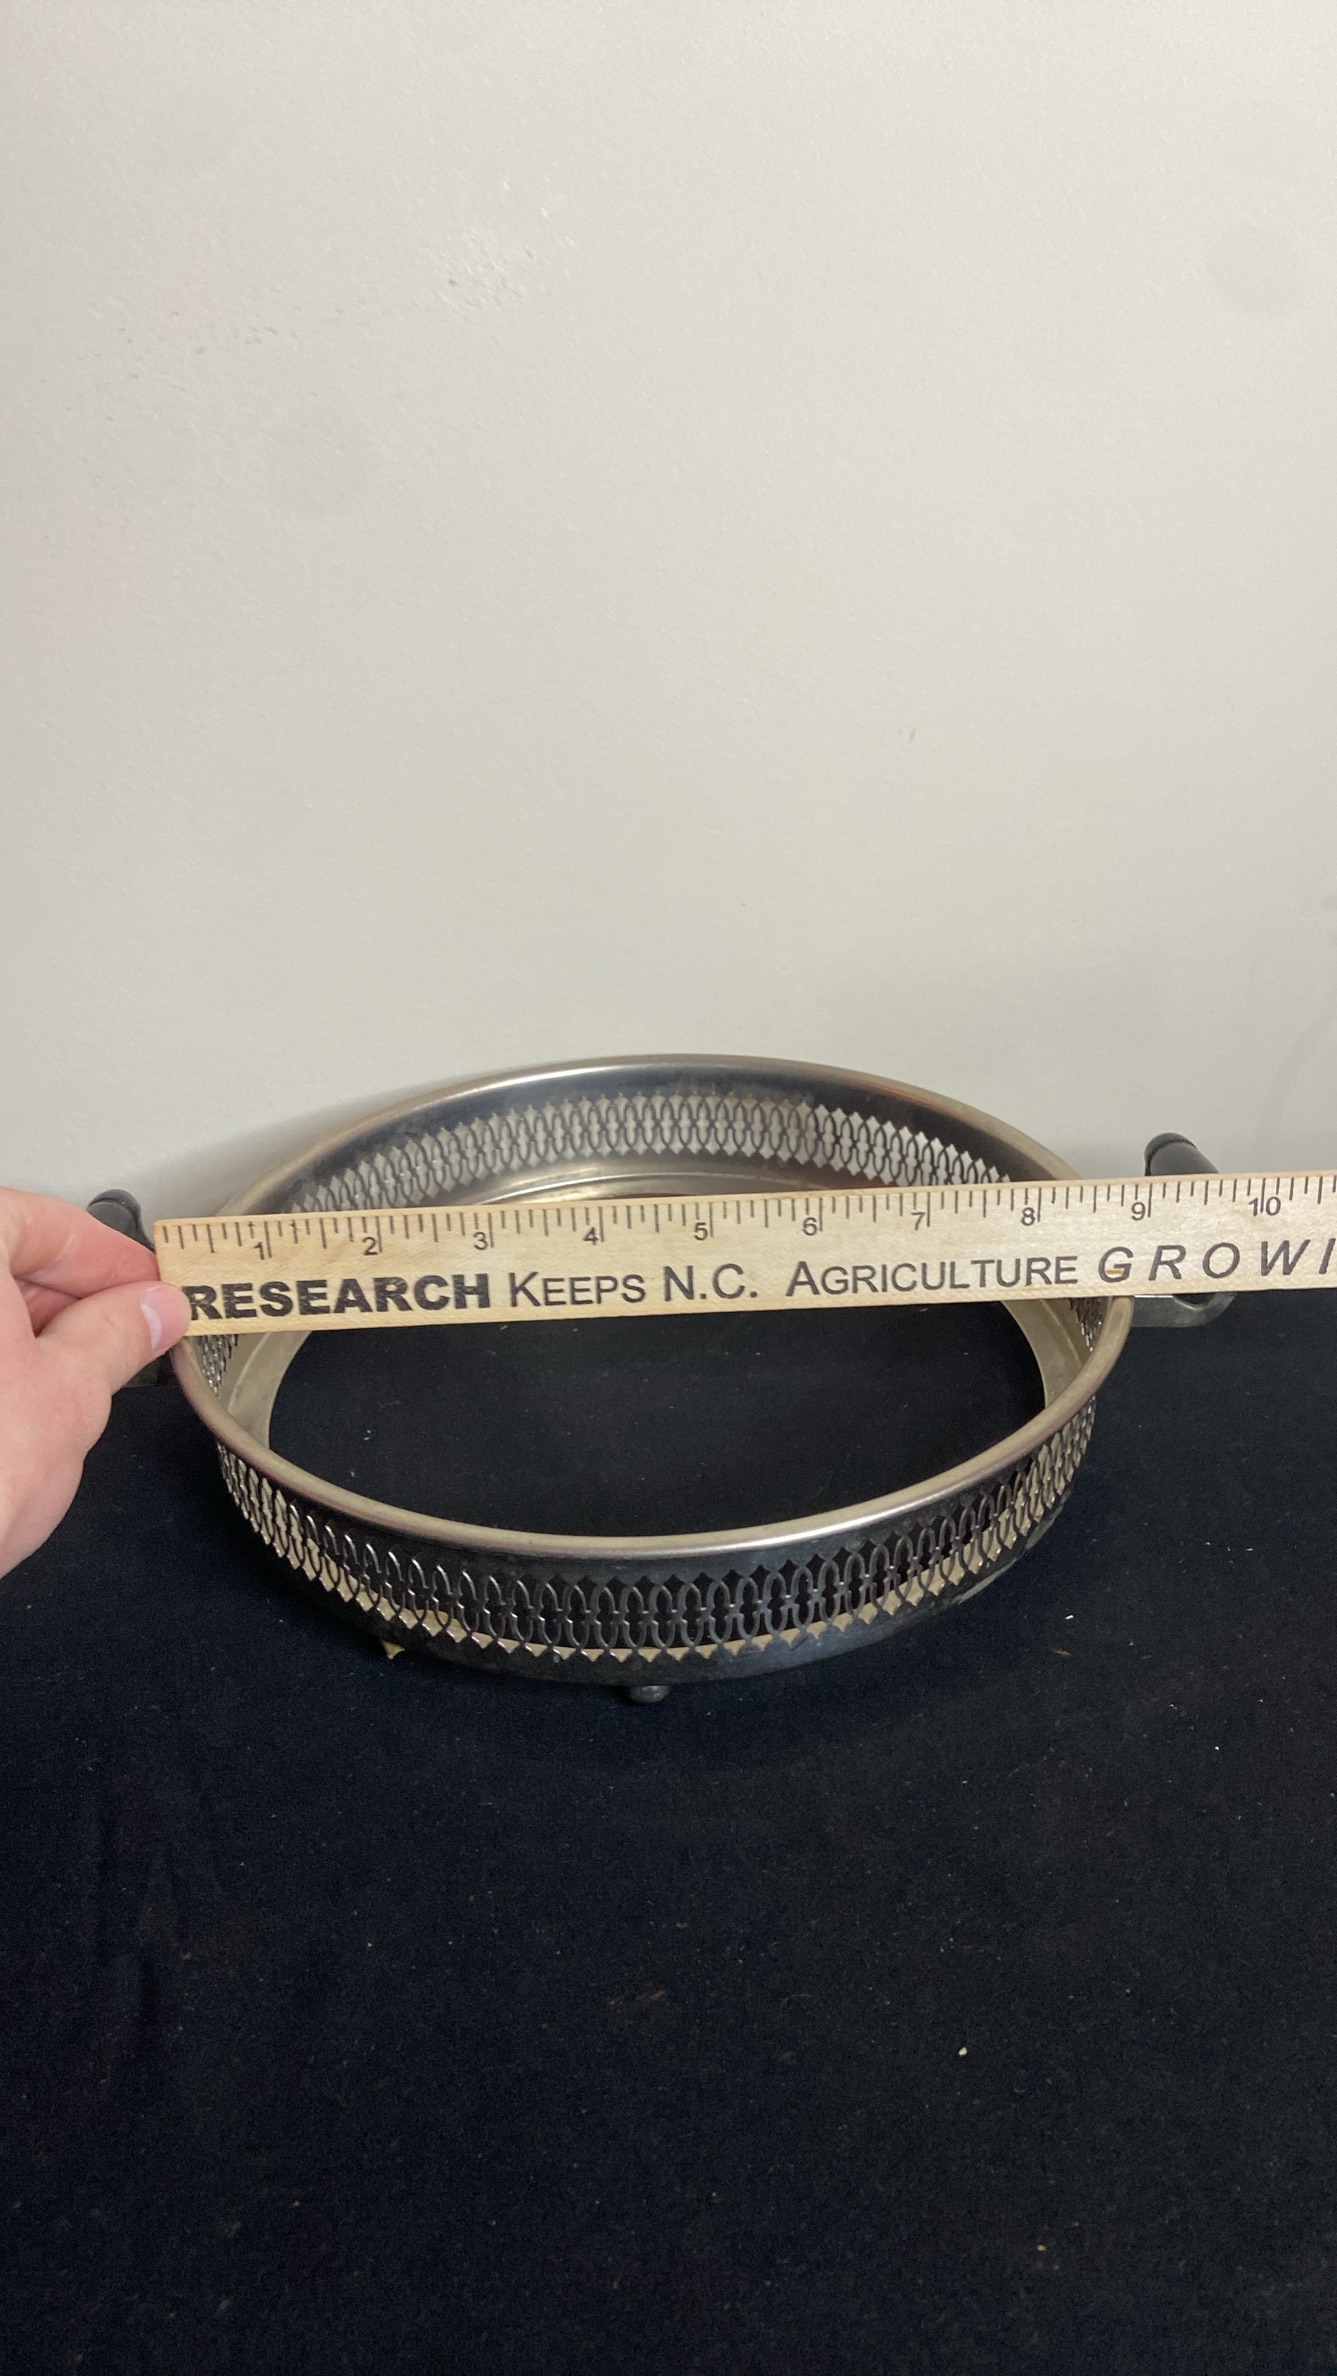 1 2 3 4 5 6 7 8 9 10
RESEARCH KEEPS N.C. AGRICULTURE GROWI